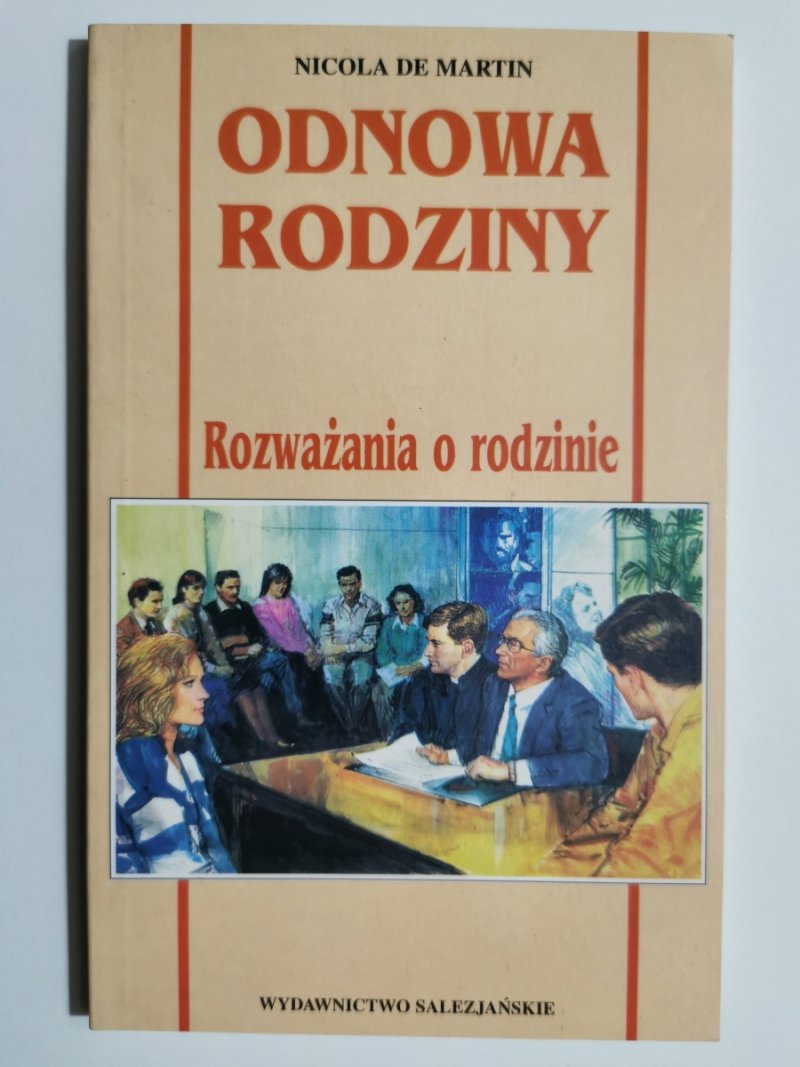 NICOLA DE MARTIN
ODNOWA
RODZINY
Rozważania o rodzinie
WYDAWNICTWO SALEZJAŃSKIE